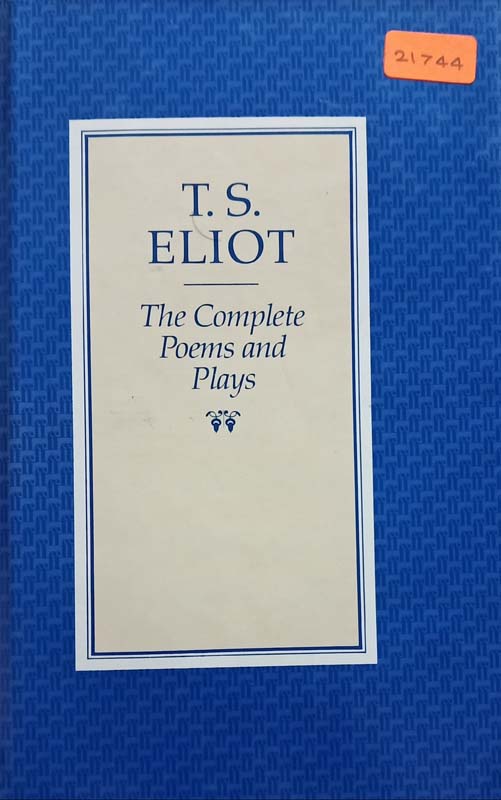 21744
T. S.
ELIOT
The Complete
Poems and
Plays